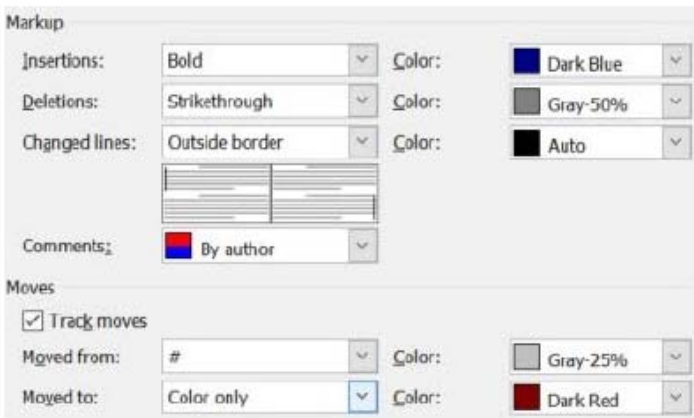 Markup
Insertions: Bold Color: Dark Blue
Deletions: Strikethrough Color: Gray-50%
Changed lines: Outside border Color: Auto
Comments: By author
Moves
Track moves
Moved from: # Color: Gray-25%
Moved to: Color only Color: Dark Red